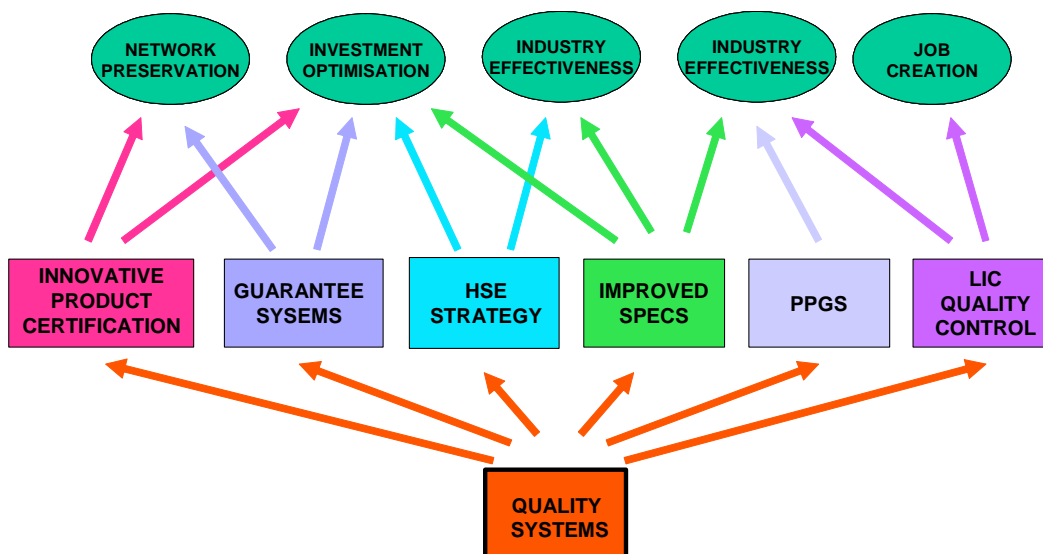 NETWORK
PRESERVATION
INVESTMENT
OPTIMISATION
INDUSTRY
EFFECTIVENESS
INDUSTRY
EFFECTIVENESS
JOB
CREATION
INNOVATIVE
PRODUCT
CERTIFICATION
GUARANTEE
SYSEMS
HSE
STRATEGY
IMPROVED
SPECS
PPGS
LIC
QUALITY
CONTROL
QUALITY
SYSTEMS